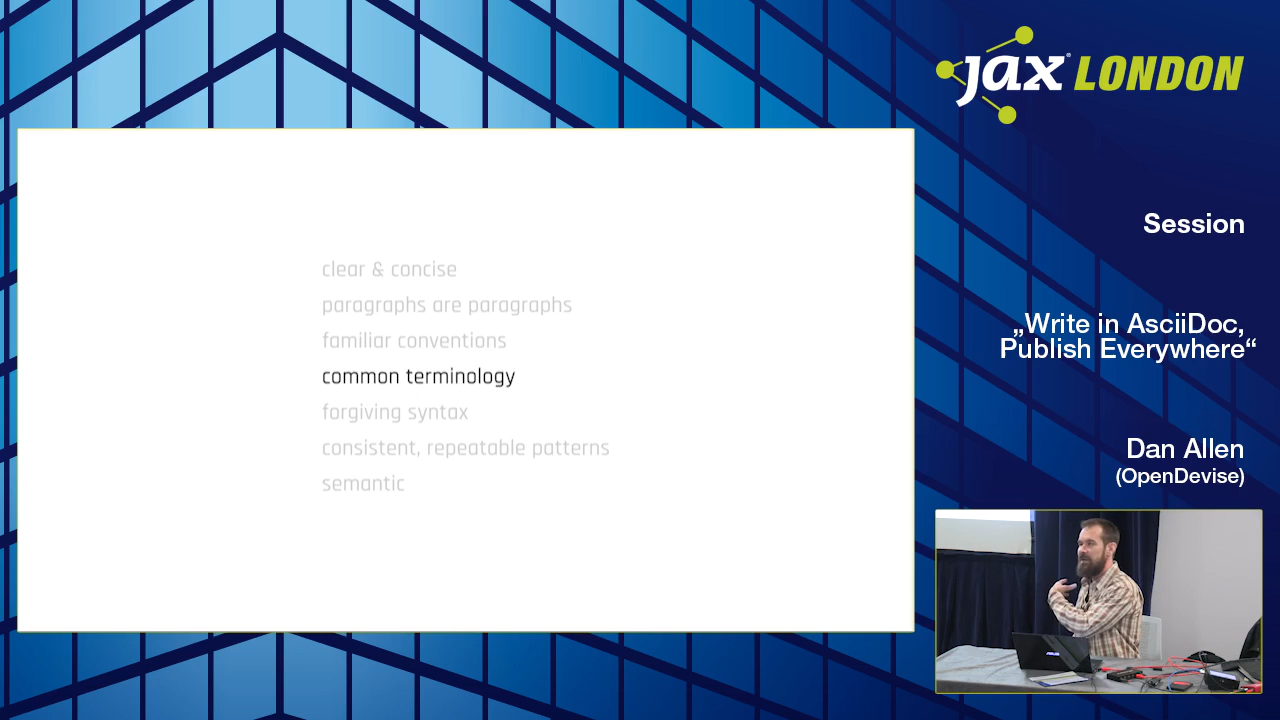 clear & concise
paragraphs are paragraphs
familiar conventions
common terminology
forgiving syntax
consistent, repeatable patterns
semantic
jax® LONDON
Session
„Write in AsciiDoc,
Publish Everywhere“
Dan Allen
(OpenDevise)